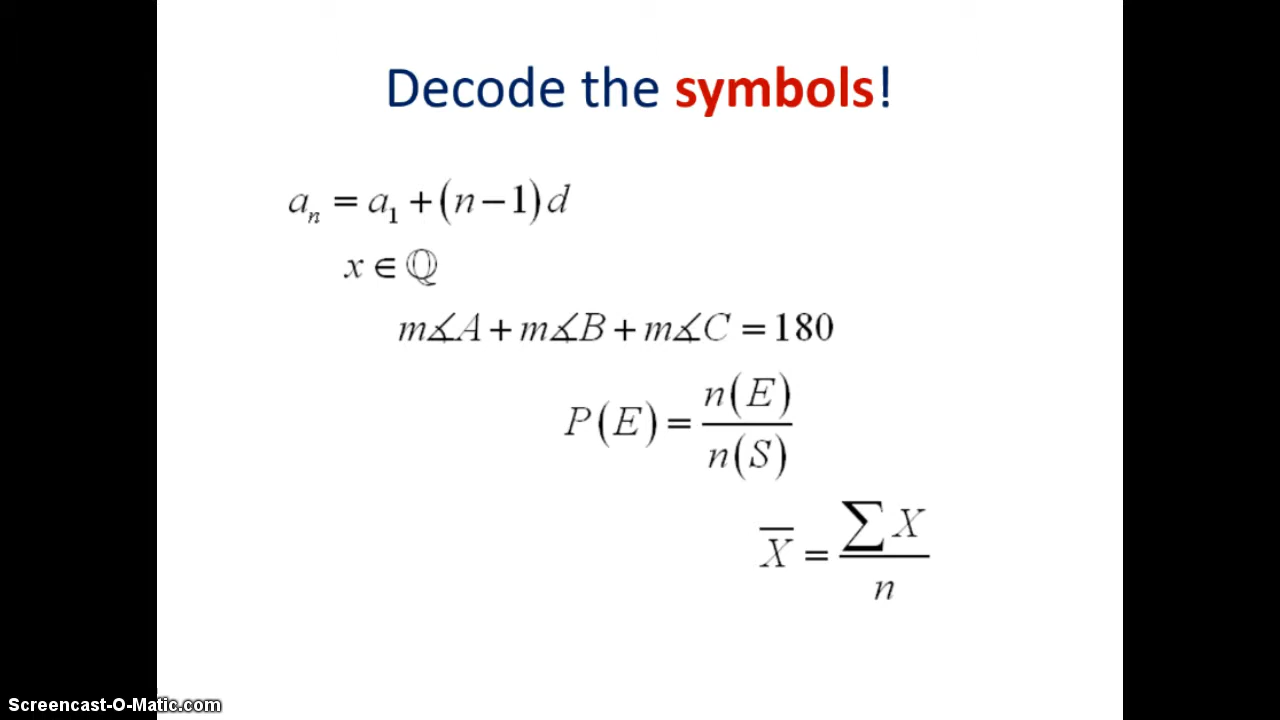 Decode the symbols!
aₙ = a₁ + (n − 1)d
x ∈ ℚ
m∡A + m∡B + m∡C = 180
P(E) = n(E) / n(S)
X̅ = ∑X / n
Screencast-O-Matic.com